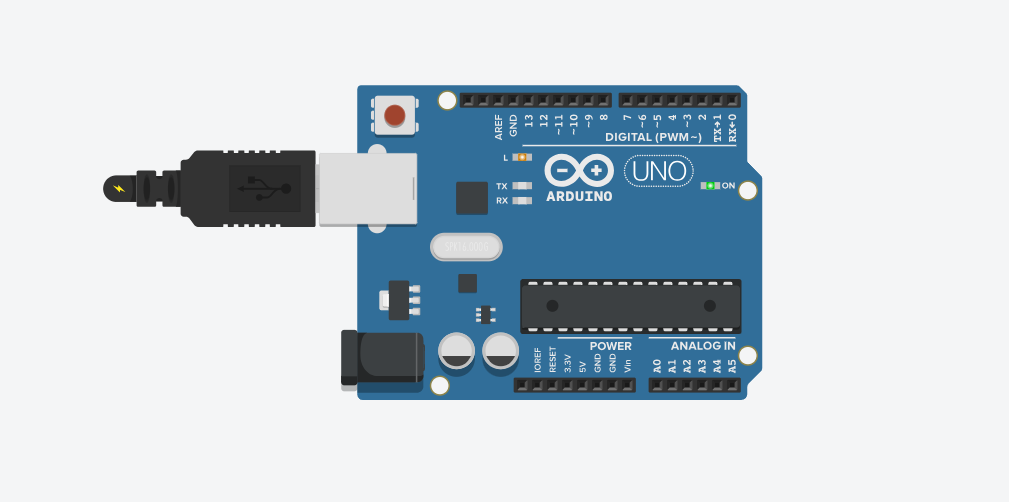 AREF
GND
13
12
~11
~10
~9
8
7
~6
~5
4
~3
2
TX→1
RX←0
DIGITAL (PWM~)
L
TX
RX
UNO
ON
ARDUINO
POWER
ANALOG IN
IOREF
RESET
3.3V
5V
GND
GND
Vin
A0
A1
A2
A3
A4
A5